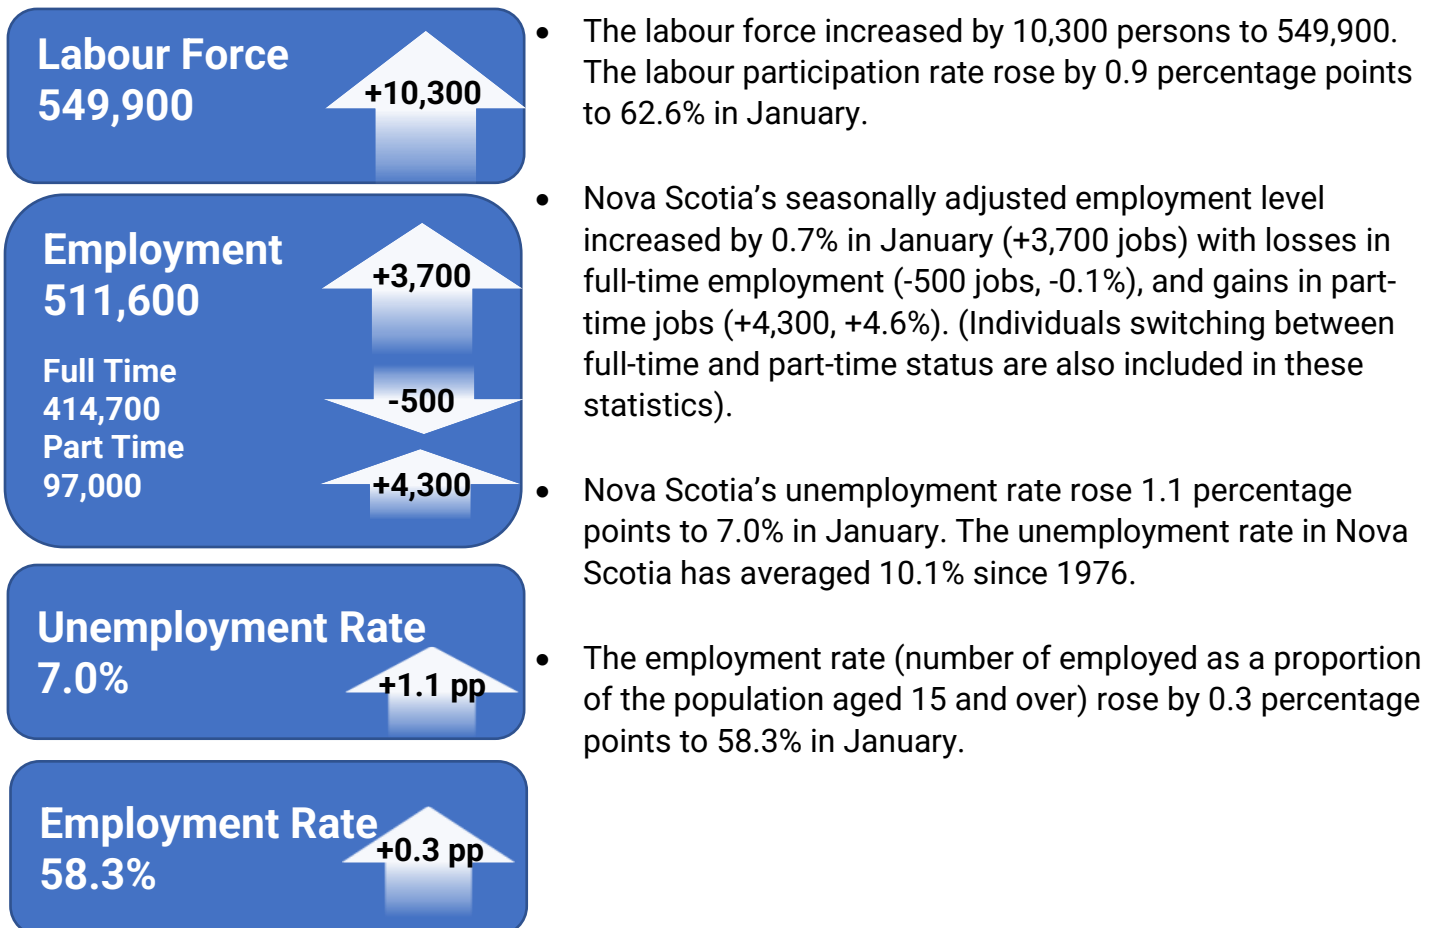 Labour Force
549,900
+10,300
Employment
511,600
+3,700
Full Time
414,700
-500
Part Time
97,000
+4,300
Unemployment Rate
7.0%
+1.1 pp
Employment Rate
58.3%
+0.3 pp
• The labour force increased by 10,300 persons to 549,900.
The labour participation rate rose by 0.9 percentage points
to 62.6% in January.
• Nova Scotia’s seasonally adjusted employment level
increased by 0.7% in January (+3,700 jobs) with losses in
full-time employment (-500 jobs, -0.1%), and gains in part-
time jobs (+4,300, +4.6%). (Individuals switching between
full-time and part-time status are also included in these
statistics).
• Nova Scotia’s unemployment rate rose 1.1 percentage
points to 7.0% in January. The unemployment rate in Nova
Scotia has averaged 10.1% since 1976.
• The employment rate (number of employed as a proportion
of the population aged 15 and over) rose by 0.3 percentage
points to 58.3% in January.